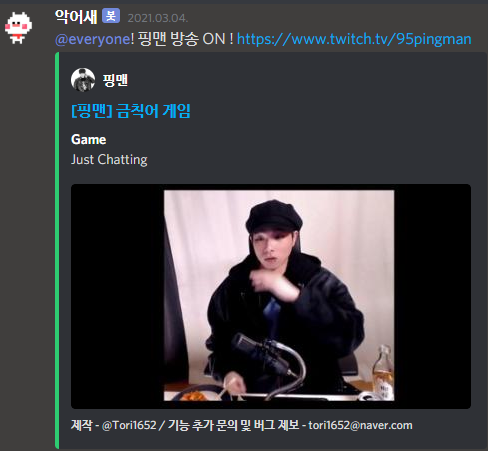 악어새 봇 2021.03.04.
@everyone! 핑맨 방송 ON ! https://www.twitch.tv/95pingman
핑맨
[핑맨] 금칙어 게임
Game
Just Chatting
제작 - @Tori1652 / 기능 추가 문의 및 버그 제보 - tori1652@naver.com